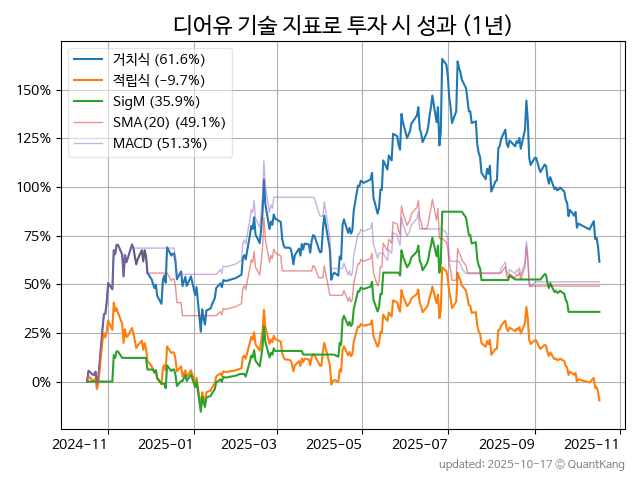 디어유 기술 지표로 투자 시 성과 (1년)
거치식 (61.6%)
적립식 (−9.7%)
SigM (35.9%)
SMA(20) (49.1%)
MACD (51.3%)
150%
125%
100%
75%
50%
25%
0%
2024-11 2025-01 2025-03 2025-05 2025-07 2025-09 2025-11
updated: 2025-10-17 © QuantKang